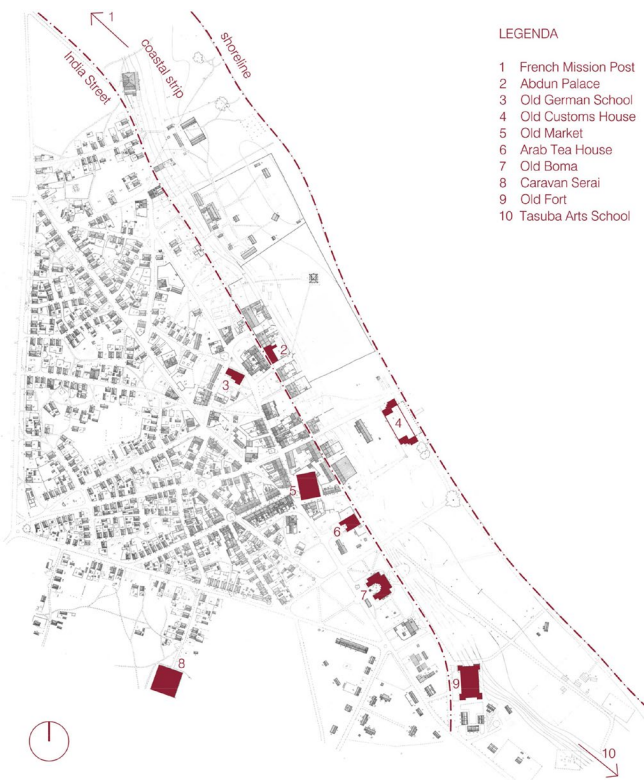 1
India Street
coastal strip
shoreline
LEGENDA
1 French Mission Post
2 Abdun Palace
3 Old German School
4 Old Customs House
5 Old Market
6 Arab Tea House
7 Old Boma
8 Caravan Serai
9 Old Fort
10 Tasuba Arts School
2
3
4
5
6
7
8
9
10